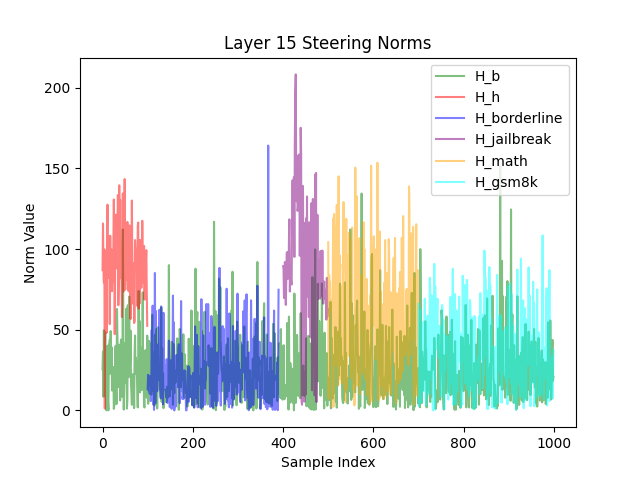 Layer 15 Steering Norms
H_b
H_h
H_borderline
H_jailbreak
H_math
H_gsm8k
200
150
100
50
0
Norm Value
0
200
400
600
800
1000
Sample Index